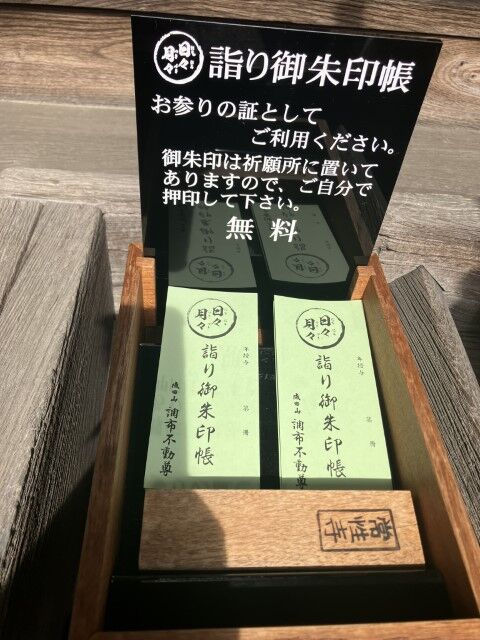 日々
月々
詣り御朱印帳
お参りの証として
ご利用ください。
御朱印は祈願所に置いて
ありますので、ご自分で
押印して下さい。
無料
日々
月々
詣り御朱印帳
第 冊
成田山 調布不動尊
日々
月々
詣り御朱印帳
第 冊
成田山 調布不動尊
常性寺